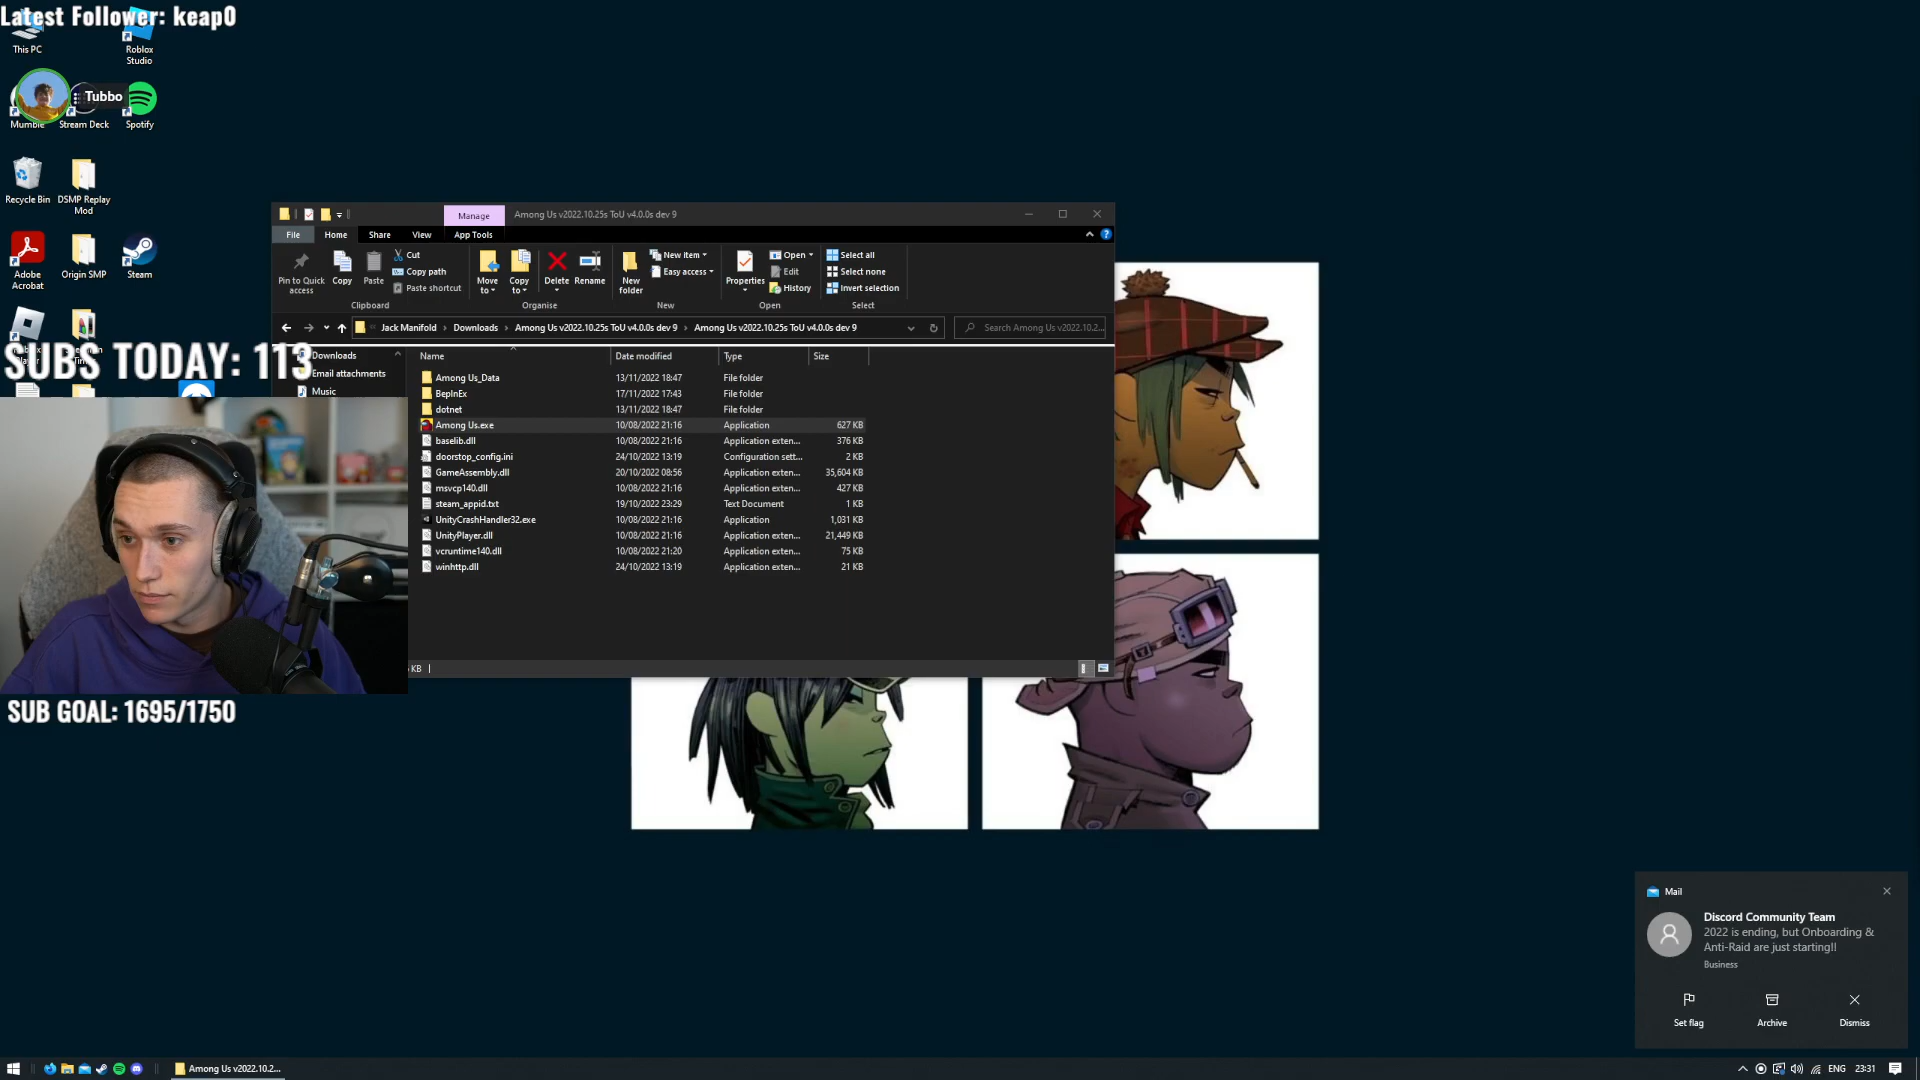 Latest Follower: keap0
This PC
Roblox
Studio
Tubbo
Mumble
Stream Deck
Spotify
Recycle Bin
DSMP Replay
Mod
Adobe
Acrobat
Origin SMP
Steam
SUBS TODAY: 113
SUB GOAL: 1695/1750
Manage
Among Us v2022.10.25s ToU v4.0.0s dev 9
File
Home
Share
View
App Tools
Pin to Quick
access
Copy
Paste
Cut
Copy path
Paste shortcut
Clipboard
Move
to
Copy
to
Delete
Rename
Organise
New
folder
New item
Easy access
New
Properties
Open
Edit
History
Open
Select all
Select none
Invert selection
Select
Jack Manifold
Downloads
Among Us v2022.10.25s ToU v4.0.0s dev 9
Among Us v2022.10.25s ToU v4.0.0s dev 9
Search Among Us v2022.10.2...
Downloads
Email attachments
Music
Name Date modified Type Size
Among Us_Data 13/11/2022 18:47 File folder
BepInEx 17/11/2022 17:43 File folder
dotnet 13/11/2022 18:47 File folder
Among Us.exe 10/08/2022 21:16 Application 627 KB
baselib.dll 10/08/2022 21:16 Application exten... 376 KB
doorstop_config.ini 24/10/2022 13:19 Configuration sett... 2 KB
GameAssembly.dll 20/10/2022 08:56 Application exten... 35,604 KB
msvcp140.dll 10/08/2022 21:16 Application exten... 427 KB
steam_appid.txt 19/10/2022 23:29 Text Document 1 KB
UnityCrashHandler32.exe 10/08/2022 21:16 Application 1,031 KB
UnityPlayer.dll 10/08/2022 21:16 Application exten... 21,449 KB
vcruntime140.dll 10/08/2022 21:20 Application exten... 75 KB
winhttp.dll 24/10/2022 13:19 Application exten... 21 KB
KB
Mail
Discord Community Team
2022 is ending, but Onboarding &
Anti-Raid are just starting!!
Business
Set flag
Archive
Dismiss
Among Us v2022.10.2...
ENG
23:31